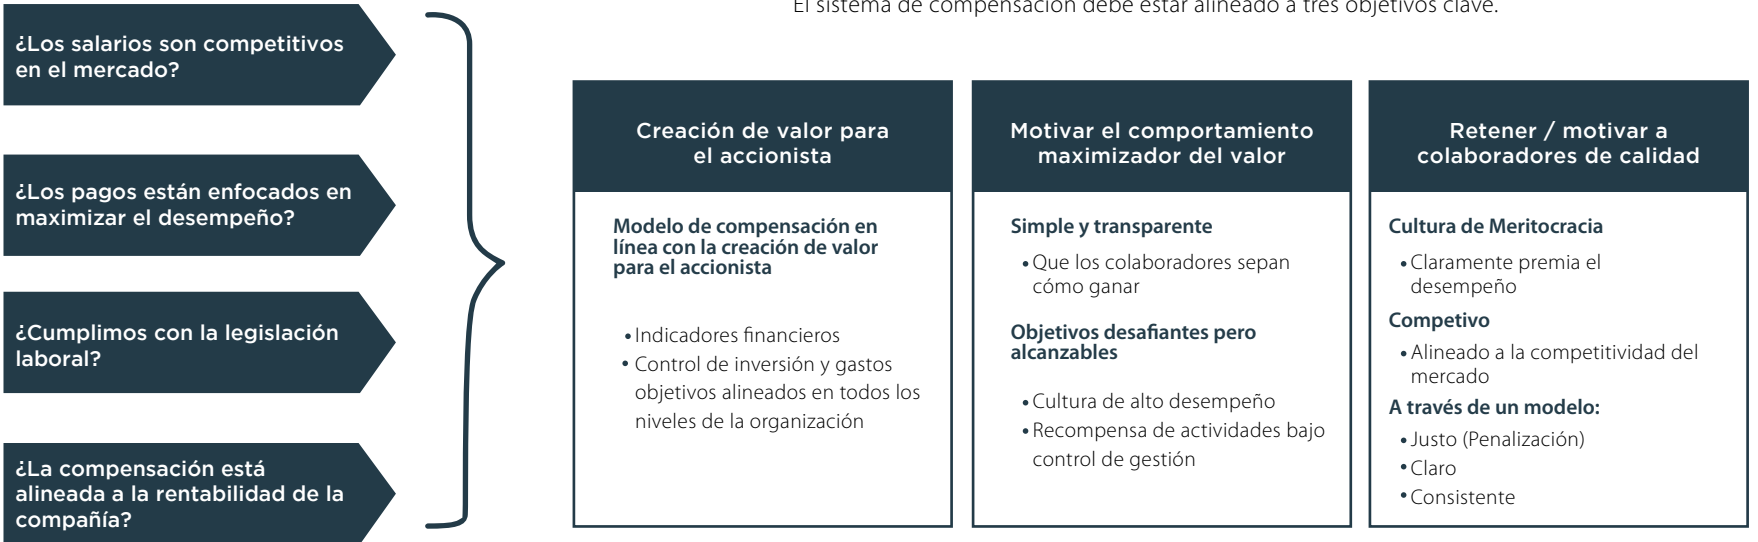 ¿Los salarios son competitivos
en el mercado?
¿Los pagos están enfocados en
maximizar el desempeño?
¿Cumplimos con la legislación
laboral?
¿La compensación está
alineada a la rentabilidad de la
compañía?
El sistema de compensación debe estar alineado a tres objetivos clave.
Creación de valor para
el accionista
Modelo de compensación en
línea con la creación de valor
para el accionista
• Indicadores financieros
• Control de inversión y gastos
objetivos alineados en todos los
niveles de la organización
Motivar el comportamiento
maximizador del valor
Simple y transparente
• Que los colaboradores sepan
cómo ganar
Objetivos desafiantes pero
alcanzables
• Cultura de alto desempeño
• Recompensa de actividades bajo
control de gestión
Retener / motivar a
colaboradores de calidad
Cultura de Meritocracia
• Claramente premia el
desempeño
Competivo
• Alineado a la competitividad del
mercado
A través de un modelo:
• Justo (Penalización)
• Claro
• Consistente